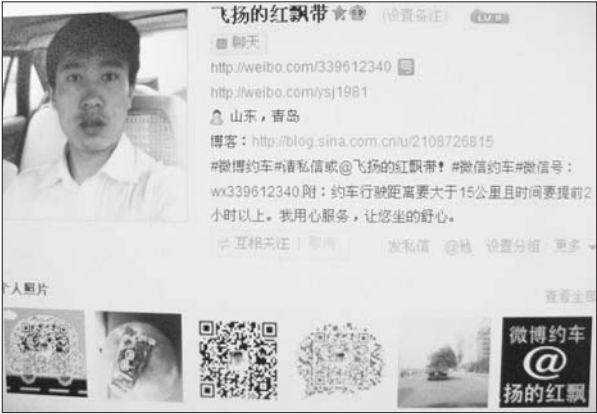 飞扬的红飘带 (设置备注)
聊天
http://weibo.com/339612340 号
http://weibo.com/ysj1981
山东，青岛
博客：http://blog.sina.com.cn/u/2108726815
#微博约车#请私信或@飞扬的红飘带！#微信约车#微信号：
wx339612340.附：约车行驶距离要大于15公里且时间要提前2
小时以上。我用心服务，让您坐的舒心。
互相关注
发私信 @他 设置分组 更多
个人照片
查看全部
微博约车
@
扬的红飘